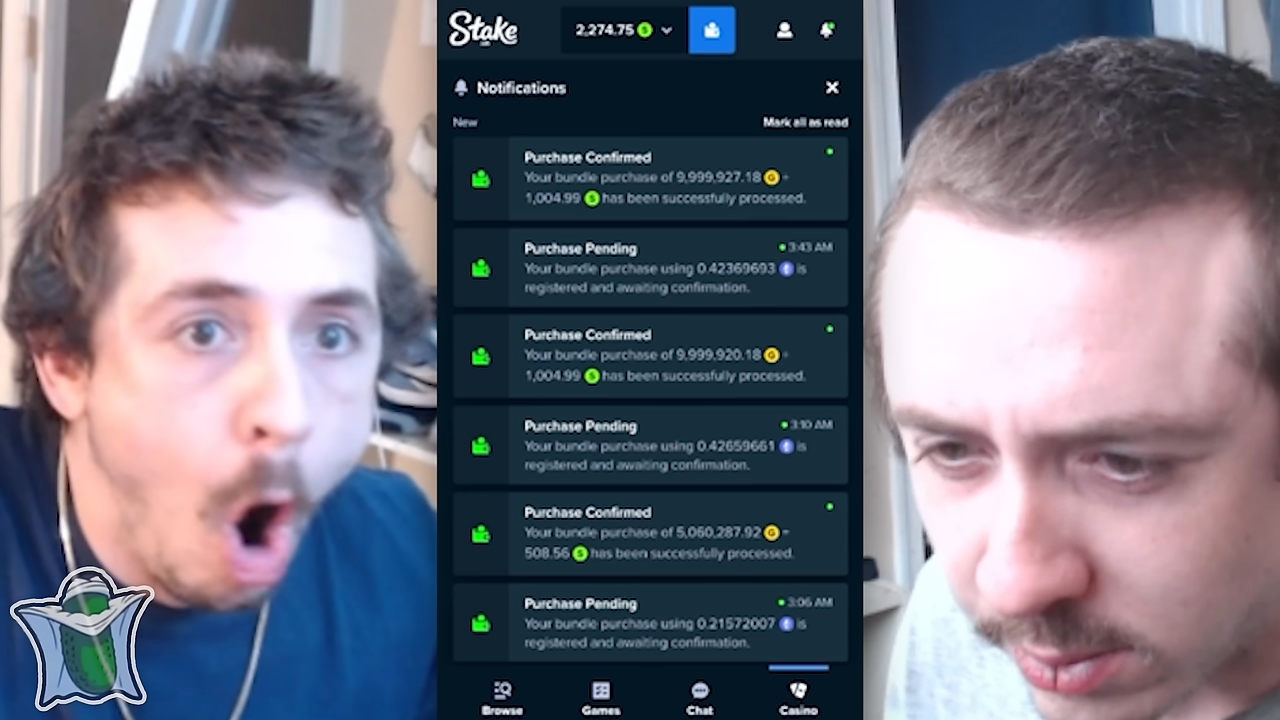 Stake
2,274.75
Notifications
New
Mark all as read
Purchase Confirmed
Your bundle purchase of 9,999,927.18 G +
1,004.99 S has been successfully processed.
Purchase Pending
3:43 AM
Your bundle purchase using 0.42369693 is
registered and awaiting confirmation.
Purchase Confirmed
Your bundle purchase of 9,999,920.18 G +
1,004.99 S has been successfully processed.
Purchase Pending
3:10 AM
Your bundle purchase using 0.42659661 is
registered and awaiting confirmation.
Purchase Confirmed
Your bundle purchase of 5,060,287.92 G +
508.56 S has been successfully processed.
Purchase Pending
3:06 AM
Your bundle purchase using 0.21572007 is
registered and awaiting confirmation.
Browse
Games
Chat
Casino